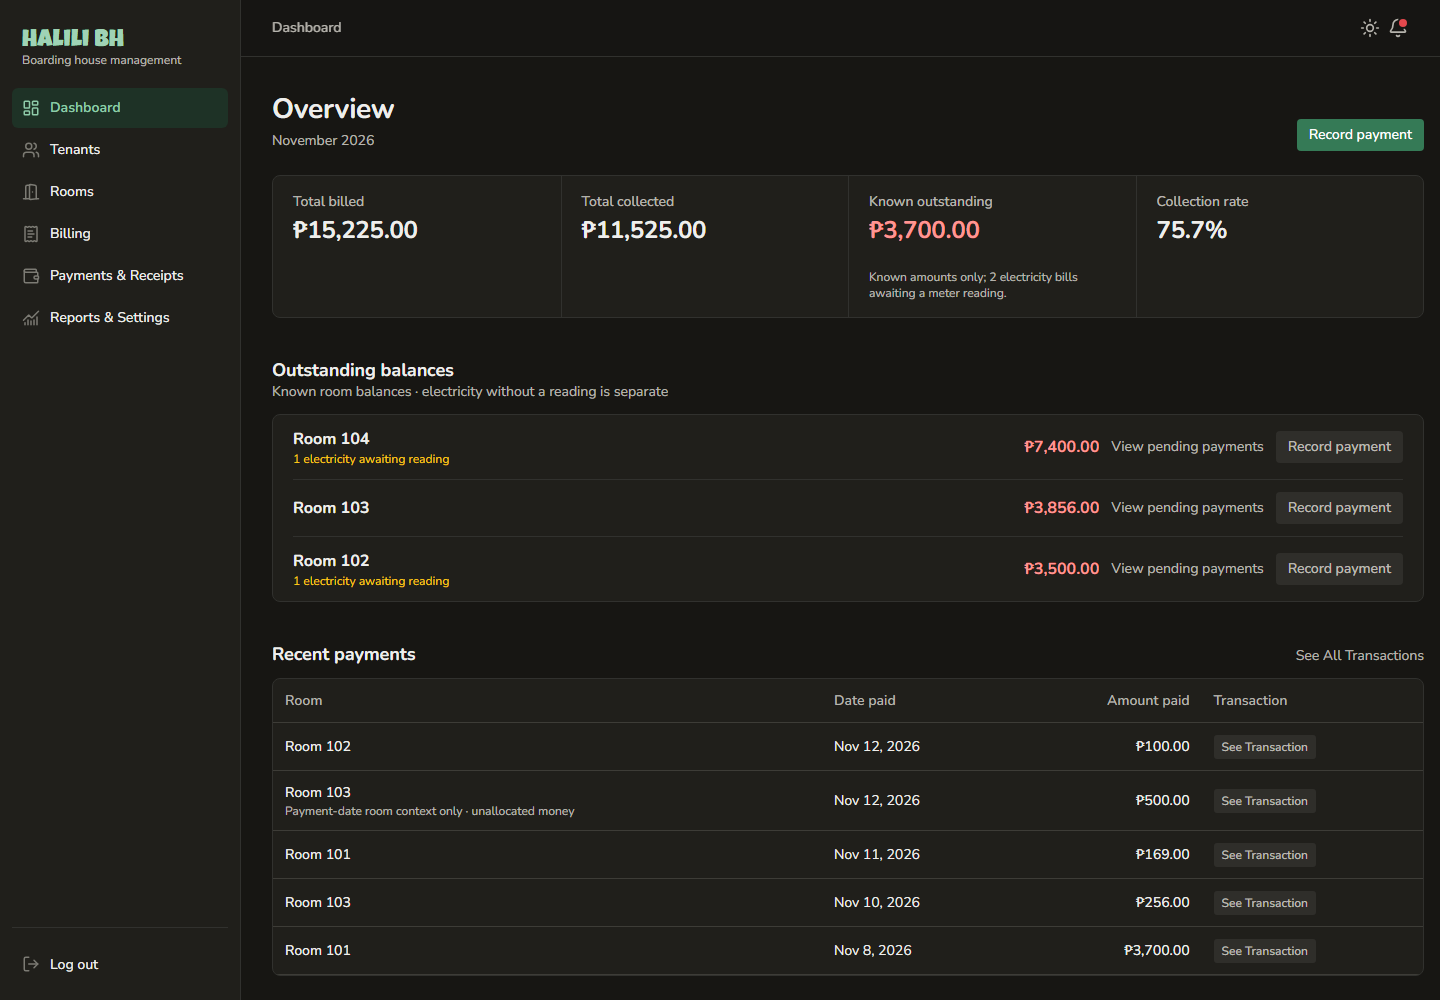 HALILI BH
Boarding house management
Dashboard
Tenants
Rooms
Billing
Payments & Receipts
Reports & Settings
Log out
Dashboard
Overview
November 2026
Record payment
Total billed
₱15,225.00
Total collected
₱11,525.00
Known outstanding
₱3,700.00
Known amounts only; 2 electricity bills
awaiting a meter reading.
Collection rate
75.7%
Outstanding balances
Known room balances · electricity without a reading is separate
Room 104
1 electricity awaiting reading
₱7,400.00 View pending payments Record payment
Room 103
₱3,856.00 View pending payments Record payment
Room 102
1 electricity awaiting reading
₱3,500.00 View pending payments Record payment
Recent payments
See All Transactions
Room Date paid Amount paid Transaction
Room 102 Nov 12, 2026 ₱100.00 See Transaction
Room 103
Payment-date room context only · unallocated money
Nov 12, 2026 ₱500.00 See Transaction
Room 101 Nov 11, 2026 ₱169.00 See Transaction
Room 103 Nov 10, 2026 ₱256.00 See Transaction
Room 101 Nov 8, 2026 ₱3,700.00 See Transaction